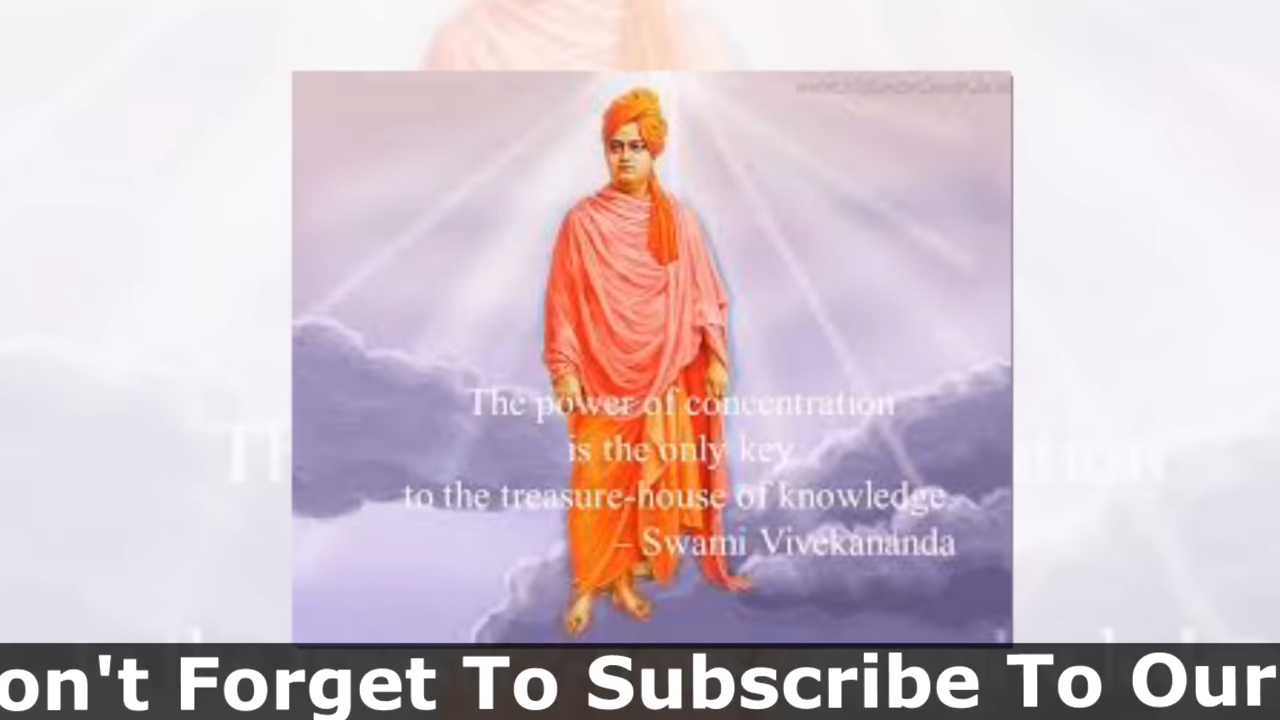 The power of concentration
is the only key
to the treasure-house of knowledge.
– Swami Vivekananda
on't Forget To Subscribe To Our